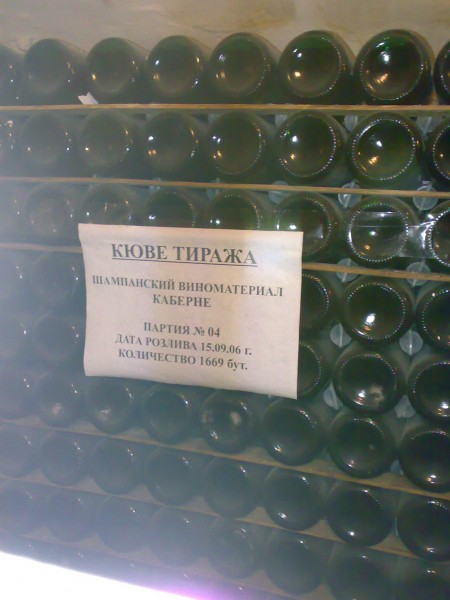 КЮВЕ ТИРАЖА
ШАМПАНСКИЙ ВИНОМАТЕРИАЛ
КАБЕРНЕ
ПАРТИЯ № 04
ДАТА РОЗЛИВА 15.09.06 г.
КОЛИЧЕСТВО 1669 бут.